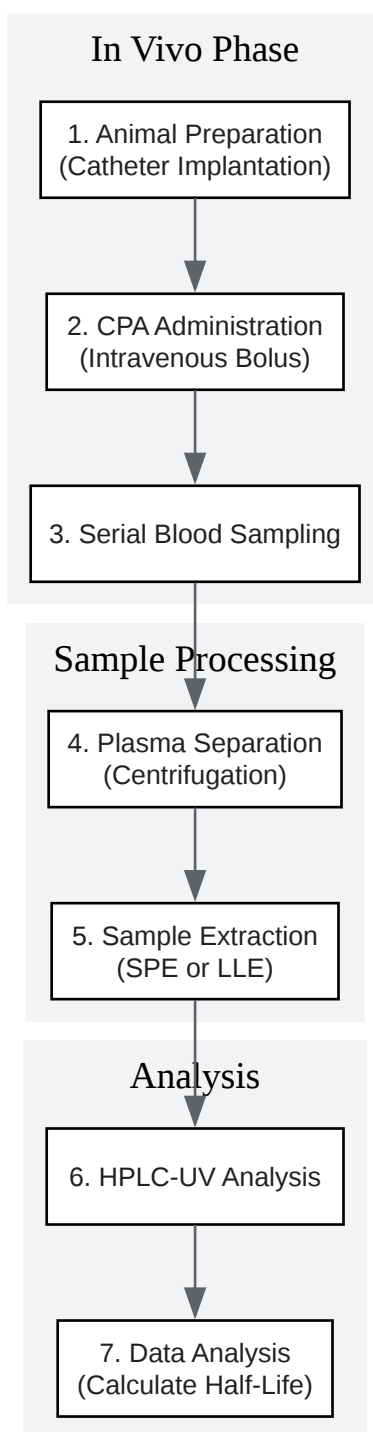 In Vivo Phase
1. Animal Preparation
(Catheter Implantation)
2. CPA Administration
(Intravenous Bolus)
3. Serial Blood Sampling
Sample Processing
4. Plasma Separation
(Centrifugation)
5. Sample Extraction
(SPE or LLE)
Analysis
6. HPLC-UV Analysis
7. Data Analysis
(Calculate Half-Life)